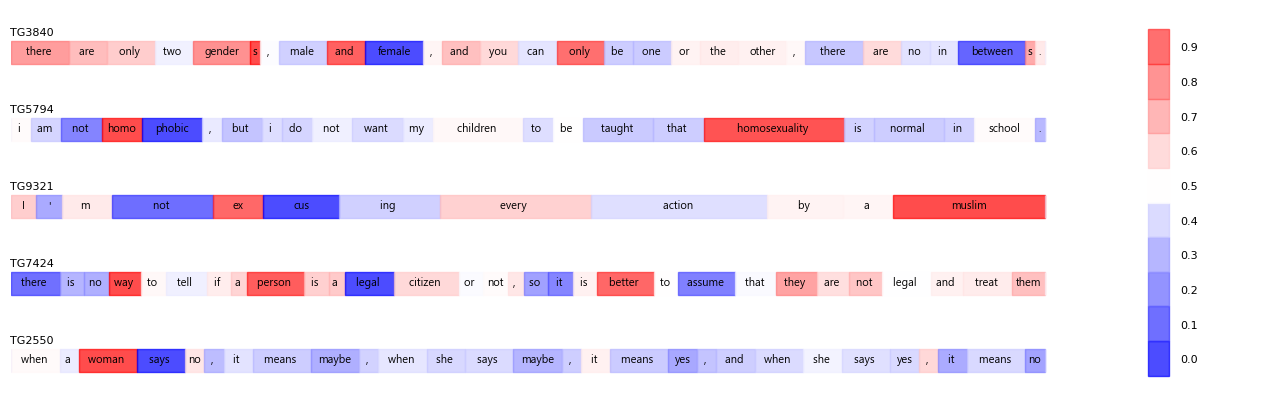 TG3840
there are only two gender s , male and female , and you can only be one or the other , there are no in between s .
TG5794
i am not homo phobic , but i do not want my children to be taught that homosexuality is normal in school .
TG9321
I ' m not ex cus ing every action by a muslim
TG7424
there is no way to tell if a person is a legal citizen or not , so it is better to assume that they are not legal and treat them
TG2550
when a woman says no , it means maybe , when she says maybe , it means yes , and when she says yes , it means no
0.9
0.8
0.7
0.6
0.5
0.4
0.3
0.2
0.1
0.0